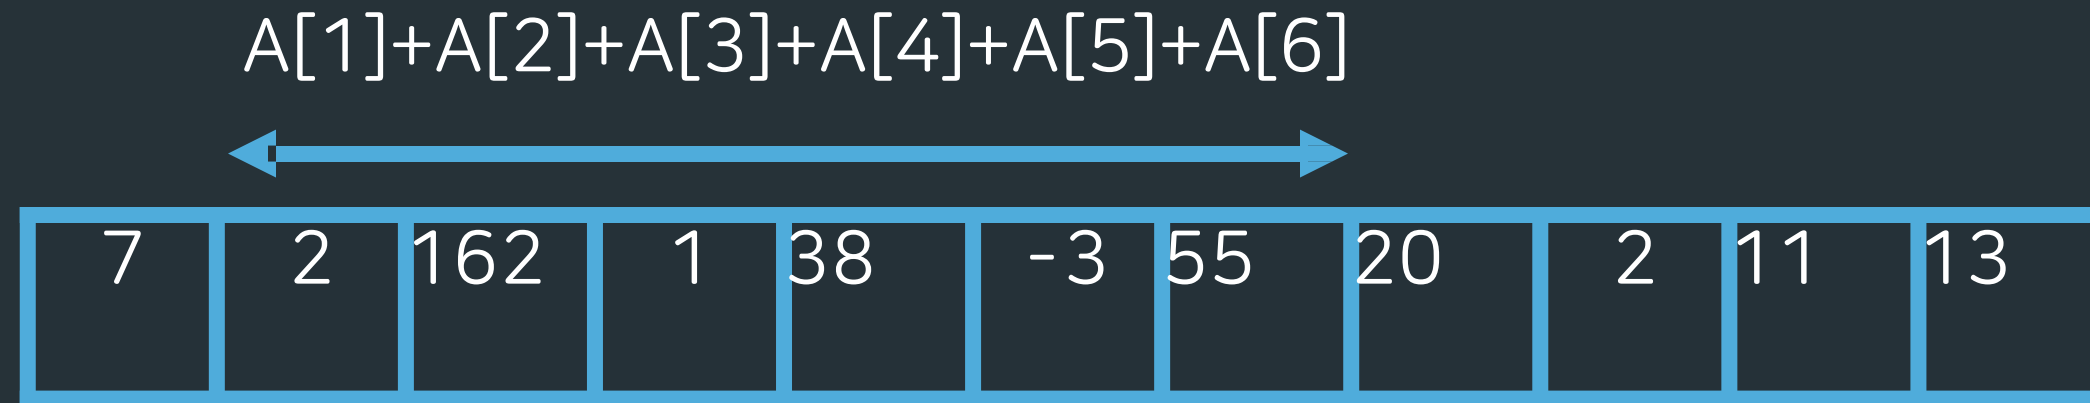 A[1]+A[2]+A[3]+A[4]+A[5]+A[6]
7 2 162 1 38 -3 55 20 2 11 13